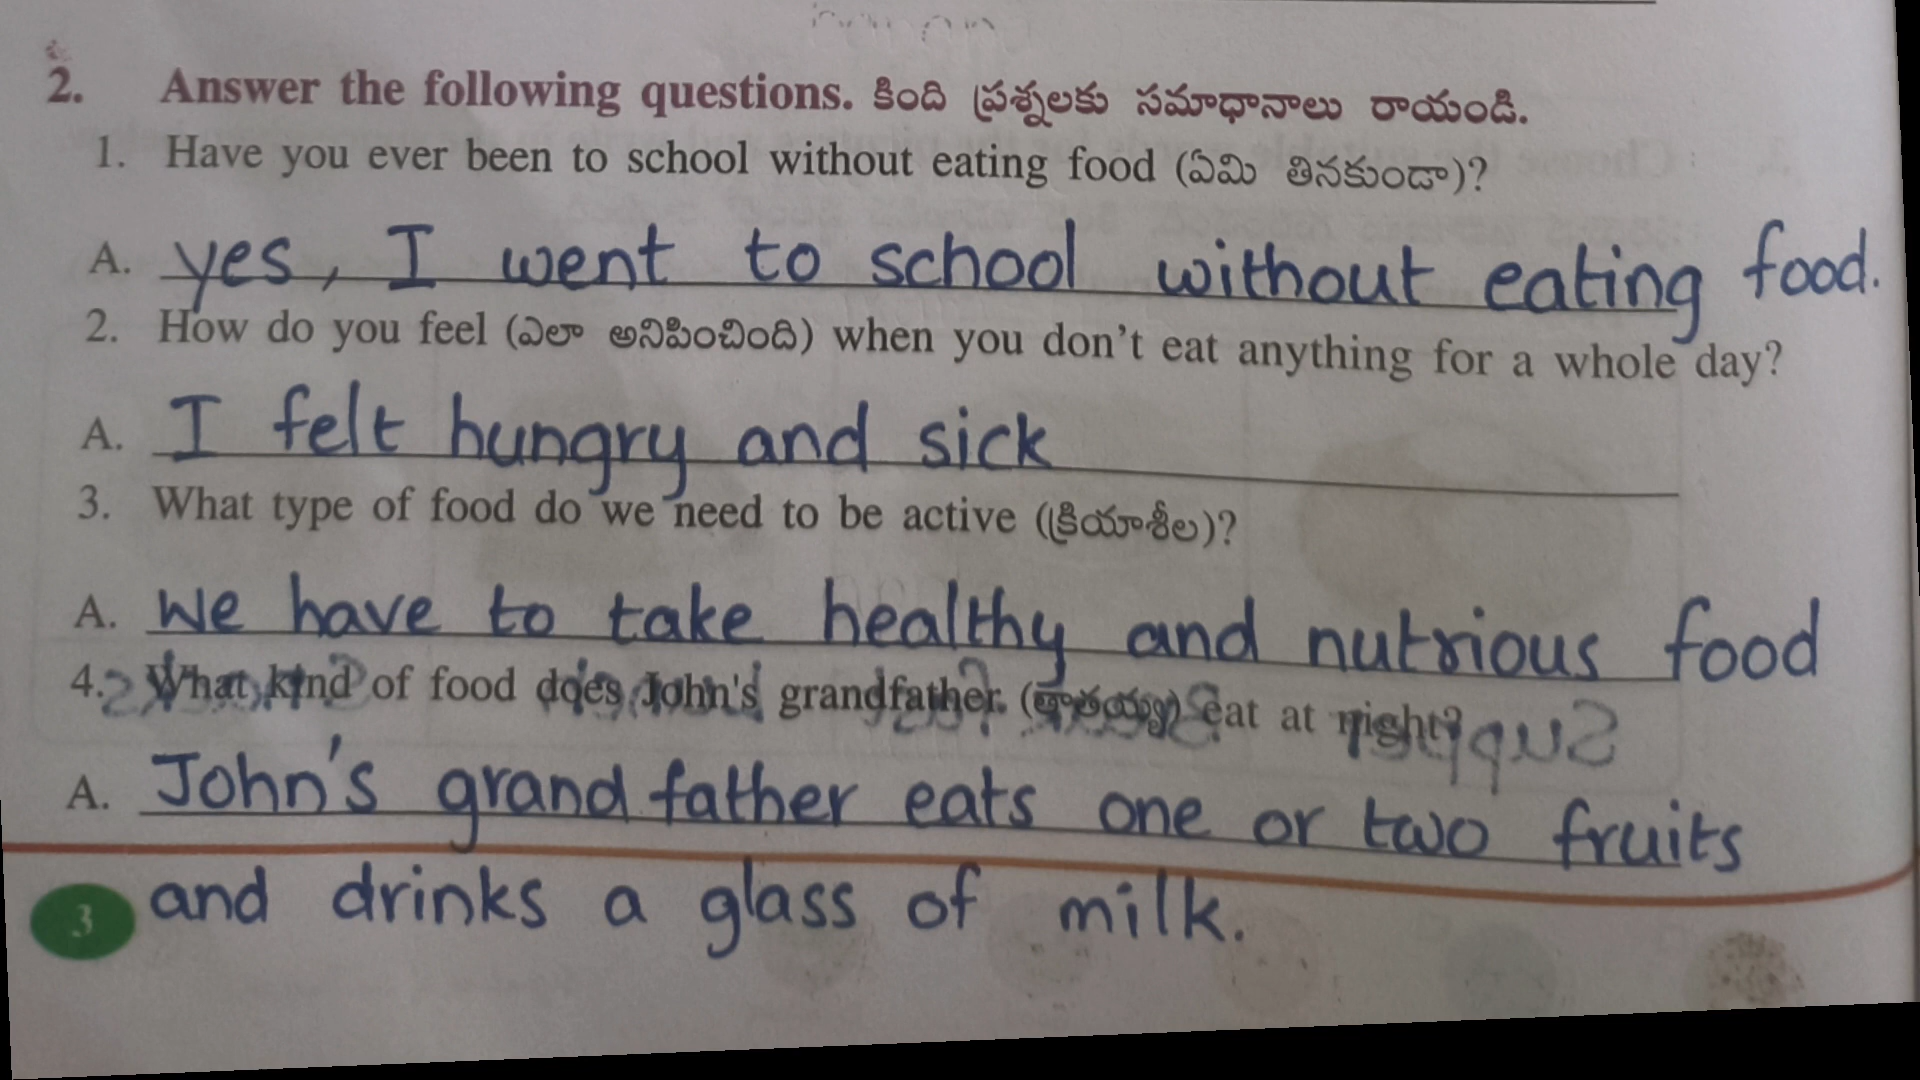 2. Answer the following questions. కింది ప్రశ్నలకు సమాధానాలు రాయండి.
1. Have you ever been to school without eating food (ఏమి తినకుండా)?
A. yes, I went to school without eating food.
2. How do you feel (ఎలా అనిపించింది) when you don't eat anything for a whole day?
A. I felt hungry and sick
3. What type of food do we need to be active (క్రియాశీల)?
A. We have to take healthy and nutrious food
4. What kind of food does John's grandfather (తాతయ్య) eat at night?
A. John's grand father eats one or two fruits
and drinks a glass of milk.
3